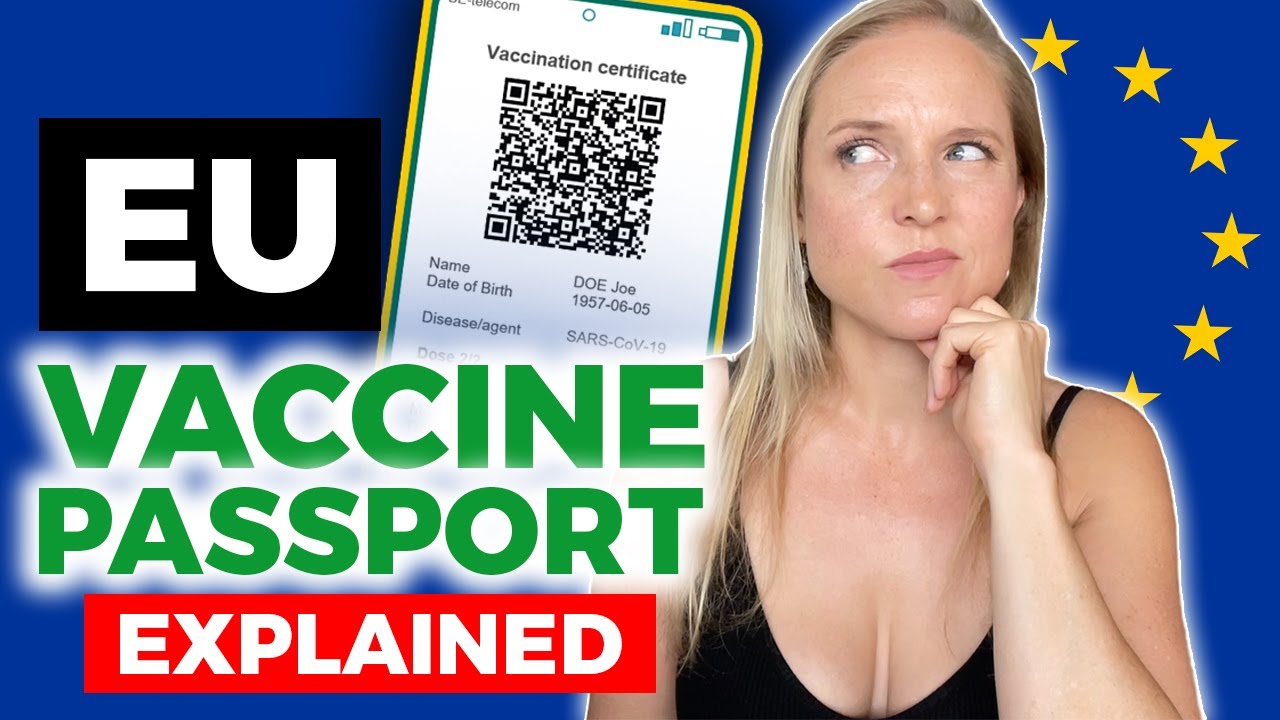 BE-telecom
Vaccination certificate
EU
Name DOE Joe
Date of Birth 1957-06-05
Disease/agent SARS-CoV-19
Dose 2/2
VACCINE
PASSPORT
EXPLAINED